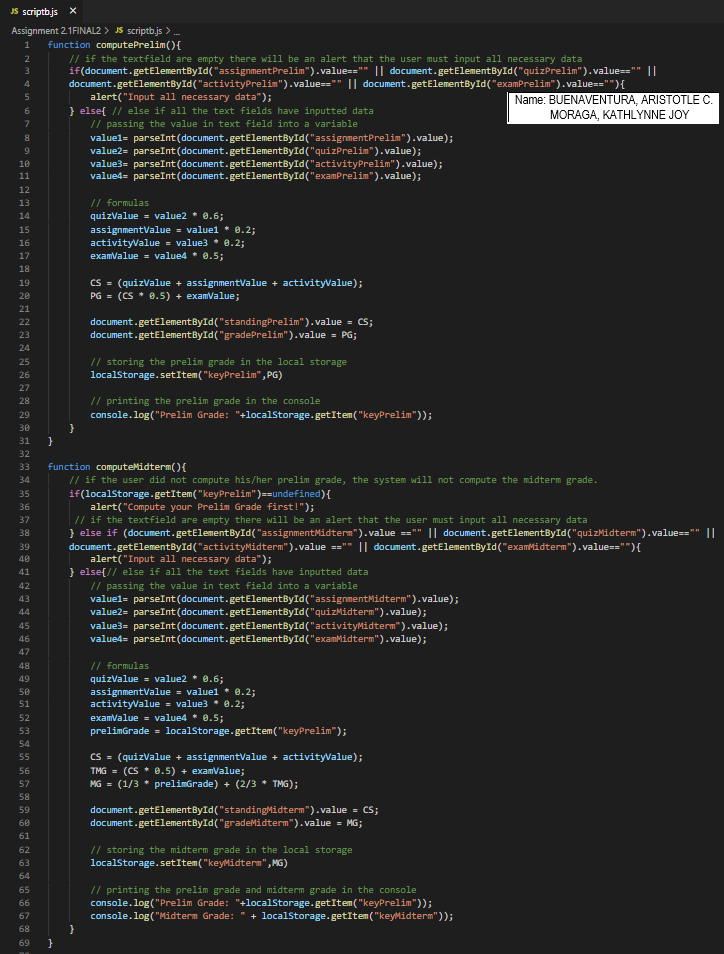 JS scriptb.js ×
Assignment 2.1FINAL2 > JS scriptb.js > ...
1 function computePrelim(){
2 // if the textfield are empty there will be an alert that the user must input all necessary data
3 if(document.getElementById("assignmentPrelim").value=="" || document.getElementById("quizPrelim").value=="" ||
4 document.getElementById("activityPrelim").value=="" || document.getElementById("examPrelim").value==""){
5 alert("Input all necessary data");
Name: BUENAVENTURA, ARISTOTLE C.
MORAGA, KATHLYNNE JOY
6 } else{ // else if all the text fields have inputted data
7 // passing the value in text field into a variable
8 value1= parseInt(document.getElementById("assignmentPrelim").value);
9 value2= parseInt(document.getElementById("quizPrelim").value);
10 value3= parseInt(document.getElementById("activityPrelim").value);
11 value4= parseInt(document.getElementById("examPrelim").value);
12
13 // formulas
14 quizValue = value2 * 0.6;
15 assignmentValue = value1 * 0.2;
16 activityValue = value3 * 0.2;
17 examValue = value4 * 0.5;
18
19 CS = (quizValue + assignmentValue + activityValue);
20 PG = (CS * 0.5) + examValue;
21
22 document.getElementById("standingPrelim").value = CS;
23 document.getElementById("gradePrelim").value = PG;
24
25 // storing the prelim grade in the local storage
26 localStorage.setItem("keyPrelim",PG)
27
28 // printing the prelim grade in the console
29 console.log("Prelim Grade: "+localStorage.getItem("keyPrelim"));
30 }
31 }
32
33 function computeMidterm(){
34 // if the user did not compute his/her prelim grade, the system will not compute the midterm grade.
35 if(localStorage.getItem("keyPrelim")==undefined){
36 alert("Compute your Prelim Grade first!");
37 // if the textfield are empty there will be an alert that the user must input all necessary data
38 } else if (document.getElementById("assignmentMidterm").value =="" || document.getElementById("quizMidterm").value=="" ||
39 document.getElementById("activityMidterm").value =="" || document.getElementById("examMidterm").value==""){
40 alert("Input all necessary data");
41 } else{// else if all the text fields have inputted data
42 // passing the value in text field into a variable
43 value1= parseInt(document.getElementById("assignmentMidterm").value);
44 value2= parseInt(document.getElementById("quizMidterm").value);
45 value3= parseInt(document.getElementById("activityMidterm").value);
46 value4= parseInt(document.getElementById("examMidterm").value);
47
48 // formulas
49 quizValue = value2 * 0.6;
50 assignmentValue = value1 * 0.2;
51 activityValue = value3 * 0.2;
52 examValue = value4 * 0.5;
53 prelimGrade = localStorage.getItem("keyPrelim");
54
55 CS = (quizValue + assignmentValue + activityValue);
56 TMG = (CS * 0.5) + examValue;
57 MG = (1/3 * prelimGrade) + (2/3 * TMG);
58
59 document.getElementById("standingMidterm").value = CS;
60 document.getElementById("gradeMidterm").value = MG;
61
62 // storing the midterm grade in the local storage
63 localStorage.setItem("keyMidterm",MG)
64
65 // printing the prelim grade and midterm grade in the console
66 console.log("Prelim Grade: "+localStorage.getItem("keyPrelim"));
67 console.log("Midterm Grade: " + localStorage.getItem("keyMidterm"));
68 }
69 }